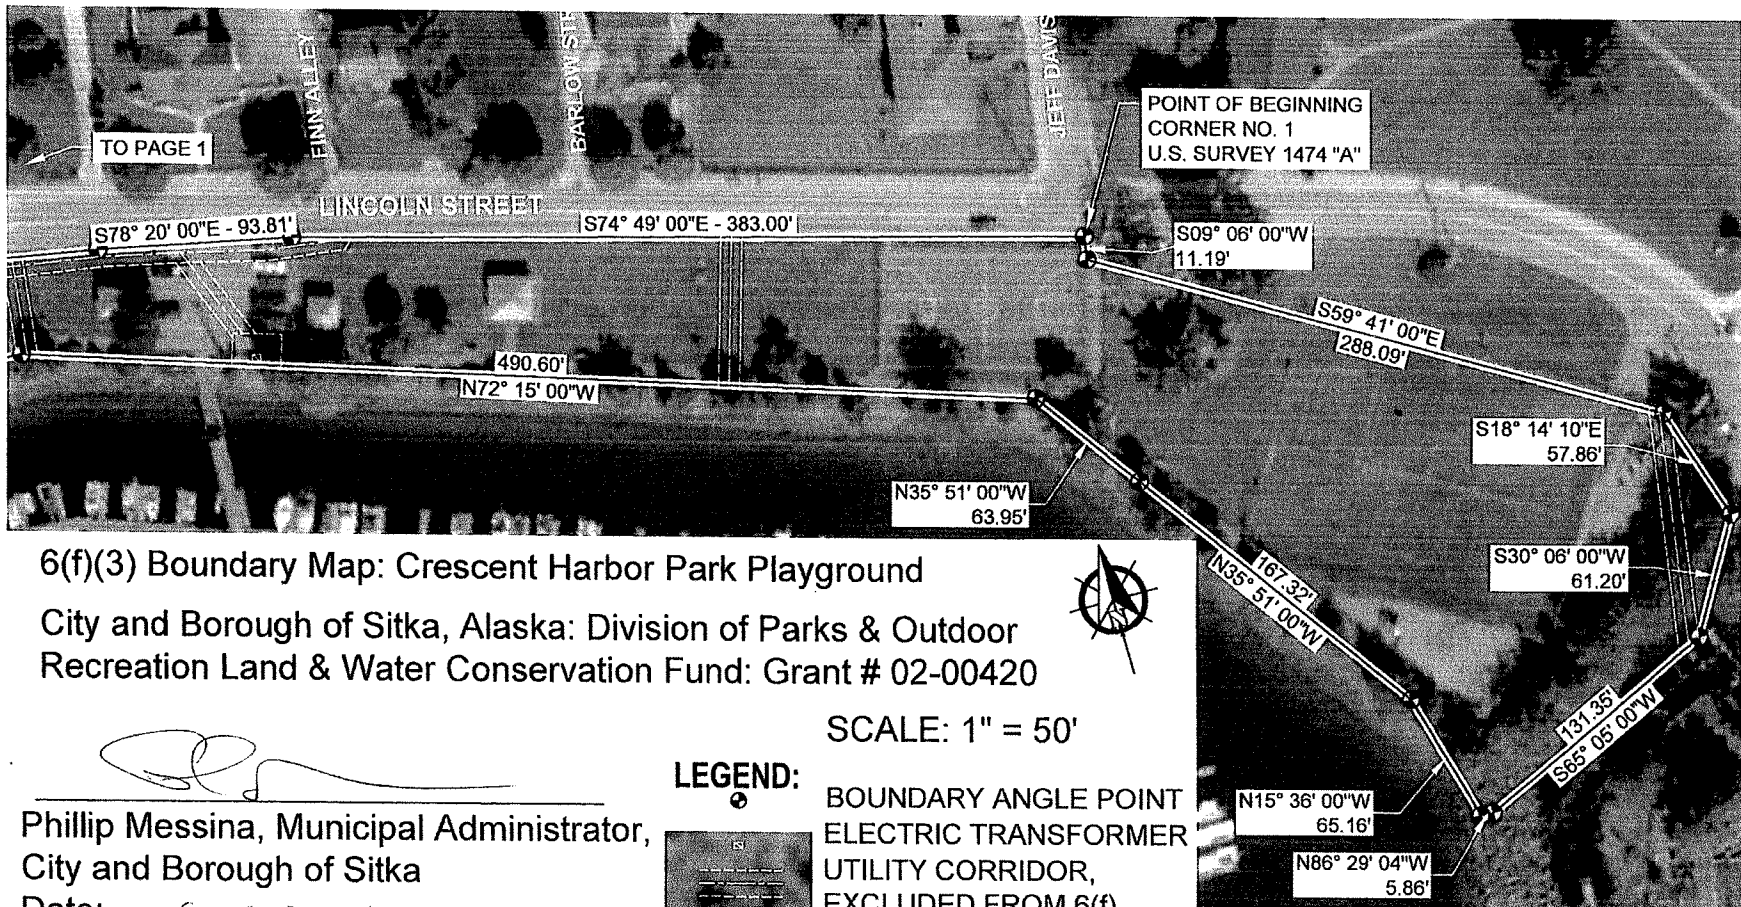 FINN ALLEY
BARLOW STR
JEFF DAVIS
POINT OF BEGINNING
CORNER NO. 1
U.S. SURVEY 1474 "A"
TO PAGE 1
LINCOLN STREET
S78° 20' 00"E - 93.81'
S74° 49' 00"E - 383.00'
S09° 06' 00"W
11.19'
S59° 41' 00"E
288.09'
490.60'
N72° 15' 00"W
S18° 14' 10"E
57.86'
N35° 51' 00"W
63.95'
S30° 06' 00"W
61.20'
167.32'
N35° 51' 00"W
131.35'
S65° 05' 00"W
N15° 36' 00"W
65.16'
N86° 29' 04"W
5.86'
6(f)(3) Boundary Map: Crescent Harbor Park Playground
City and Borough of Sitka, Alaska: Division of Parks & Outdoor
Recreation Land & Water Conservation Fund: Grant # 02-00420
SCALE: 1" = 50'
LEGEND:
BOUNDARY ANGLE POINT
ELECTRIC TRANSFORMER
UTILITY CORRIDOR,
EXCLUDED FROM 6(f)
Phillip Messina, Municipal Administrator,
City and Borough of Sitka
Date: